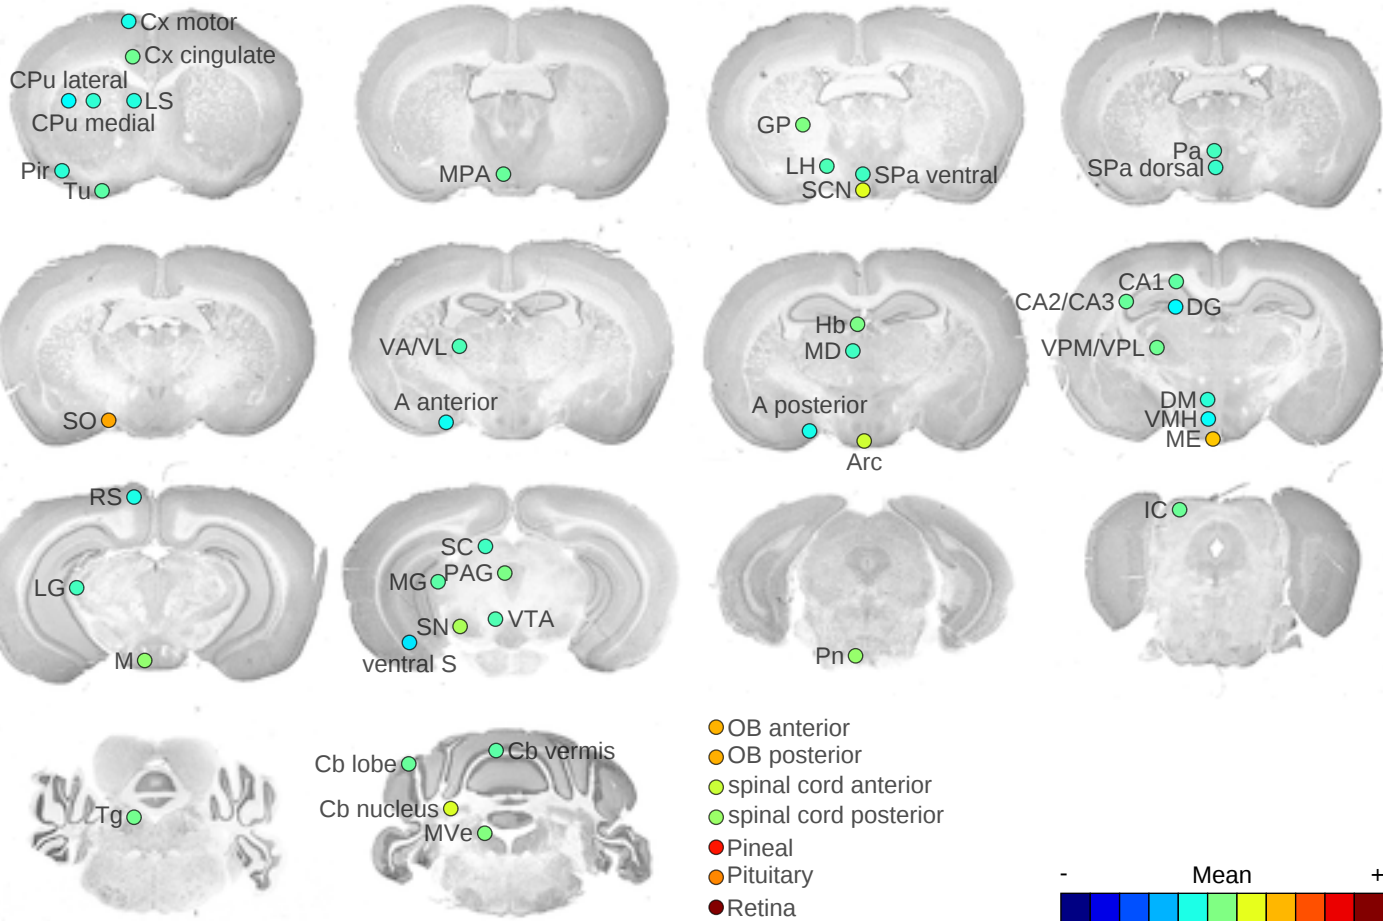 Cx motor
Cx cingulate
CPu lateral
LS
CPu medial
Pir
Tu
MPA
GP
LH
SPa ventral
SCN
Pa
SPa dorsal
SO
VA/VL
A anterior
Hb
MD
A posterior
Arc
CA1
CA2/CA3
DG
VPM/VPL
DM
VMH
ME
RS
LG
M
SC
MG
PAG
SN
VTA
ventral S
Pn
IC
Tg
Cb lobe
Cb vermis
Cb nucleus
MVe
OB anterior
OB posterior
spinal cord anterior
spinal cord posterior
Pineal
Pituitary
Retina
- Mean +